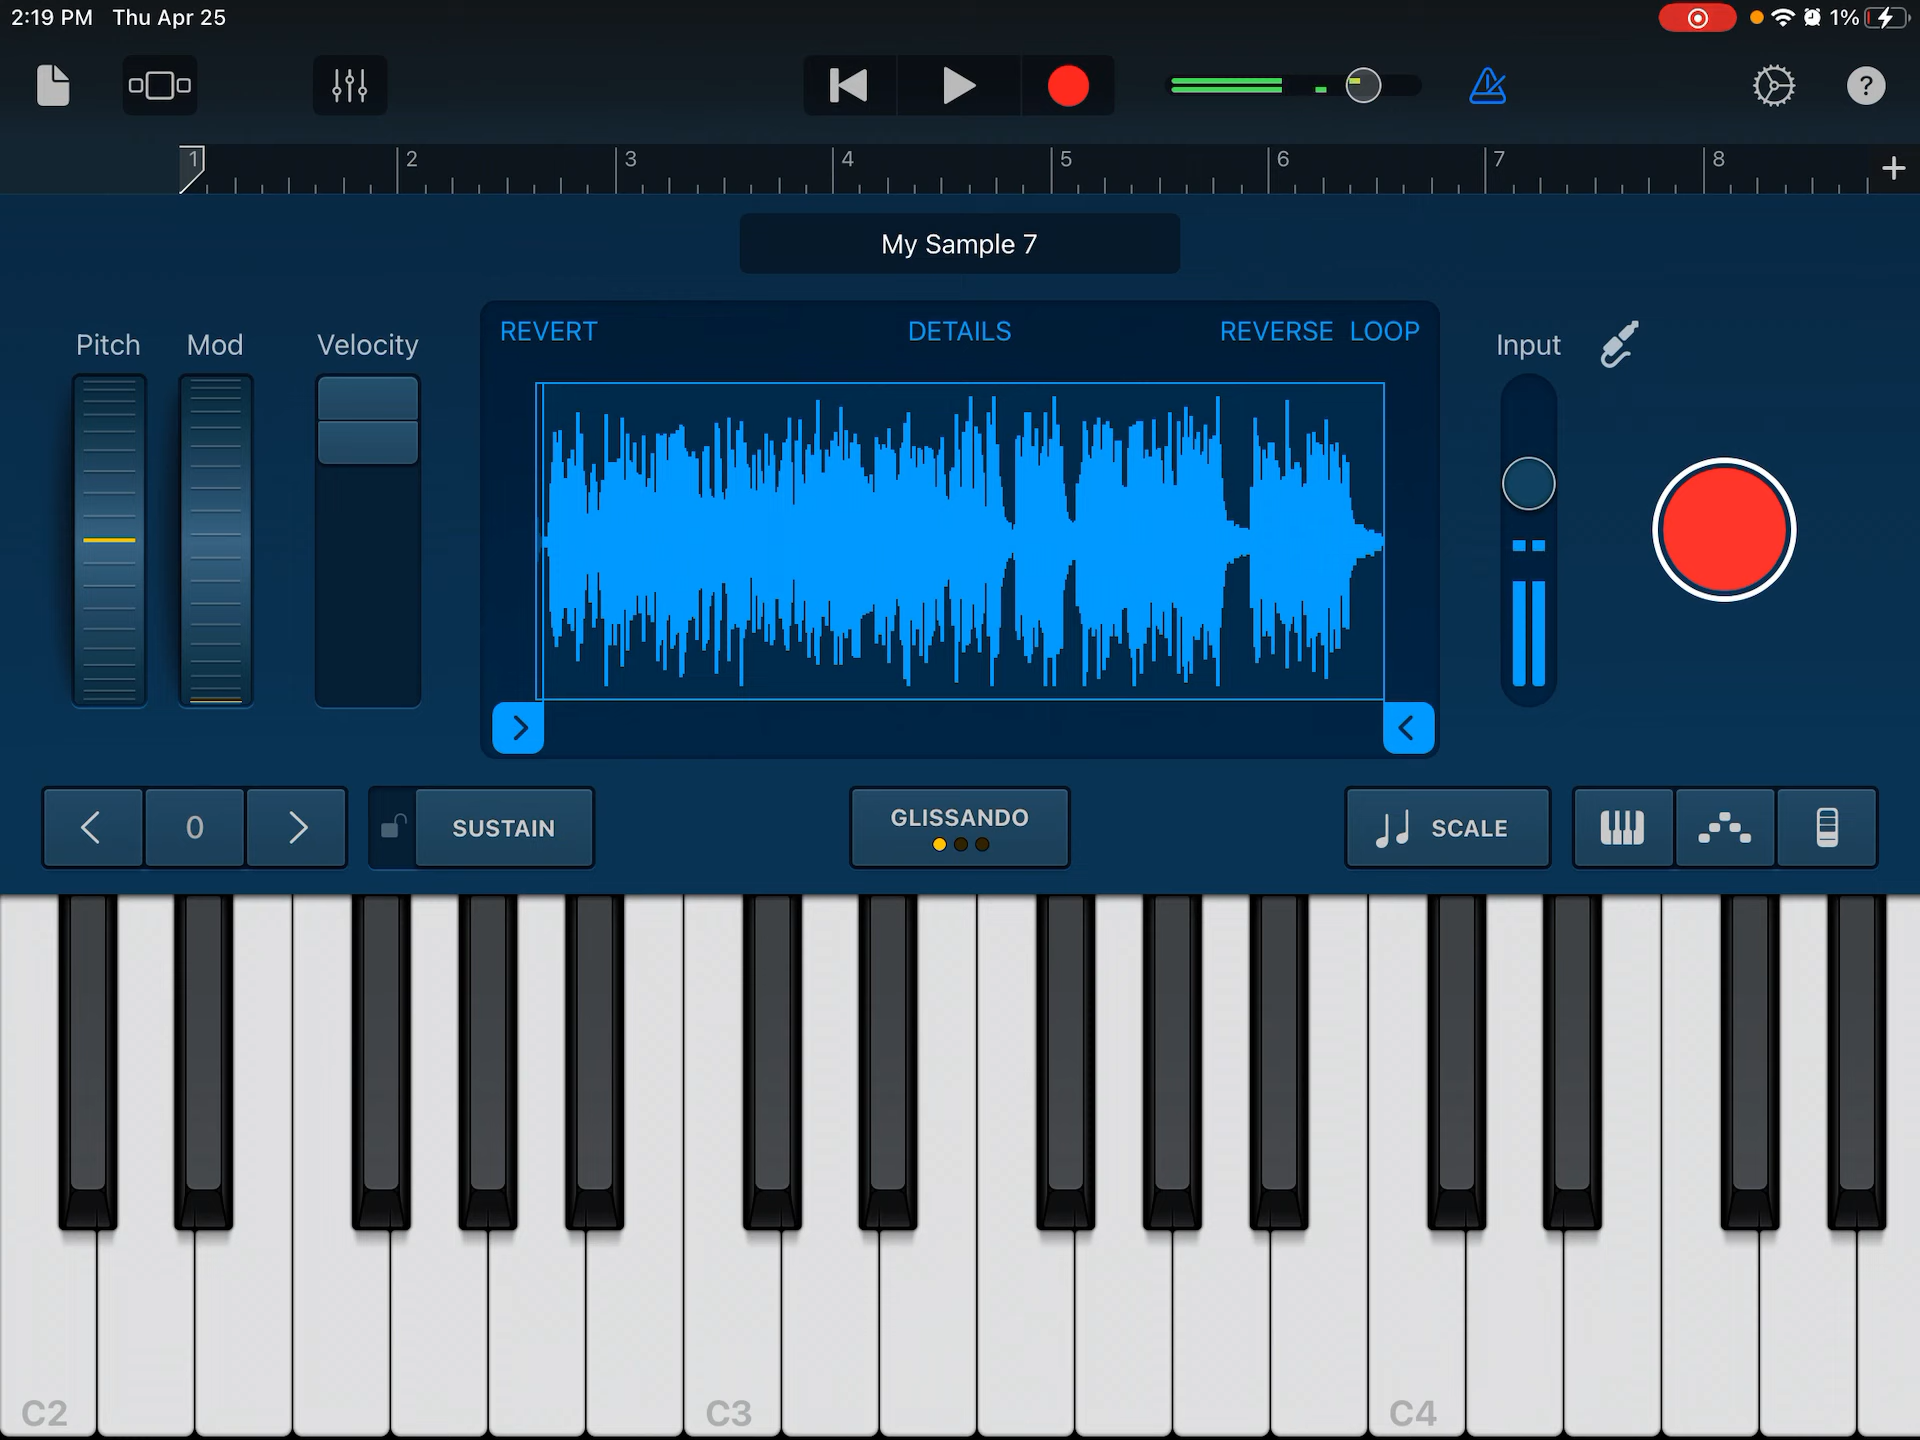 2:19 PM Thu Apr 25 1%
?
1 2 3 4 5 6 7 8 +
My Sample 7
Pitch Mod Velocity REVERT DETAILS REVERSE LOOP Input
0 SUSTAIN GLISSANDO SCALE
C2 C3 C4